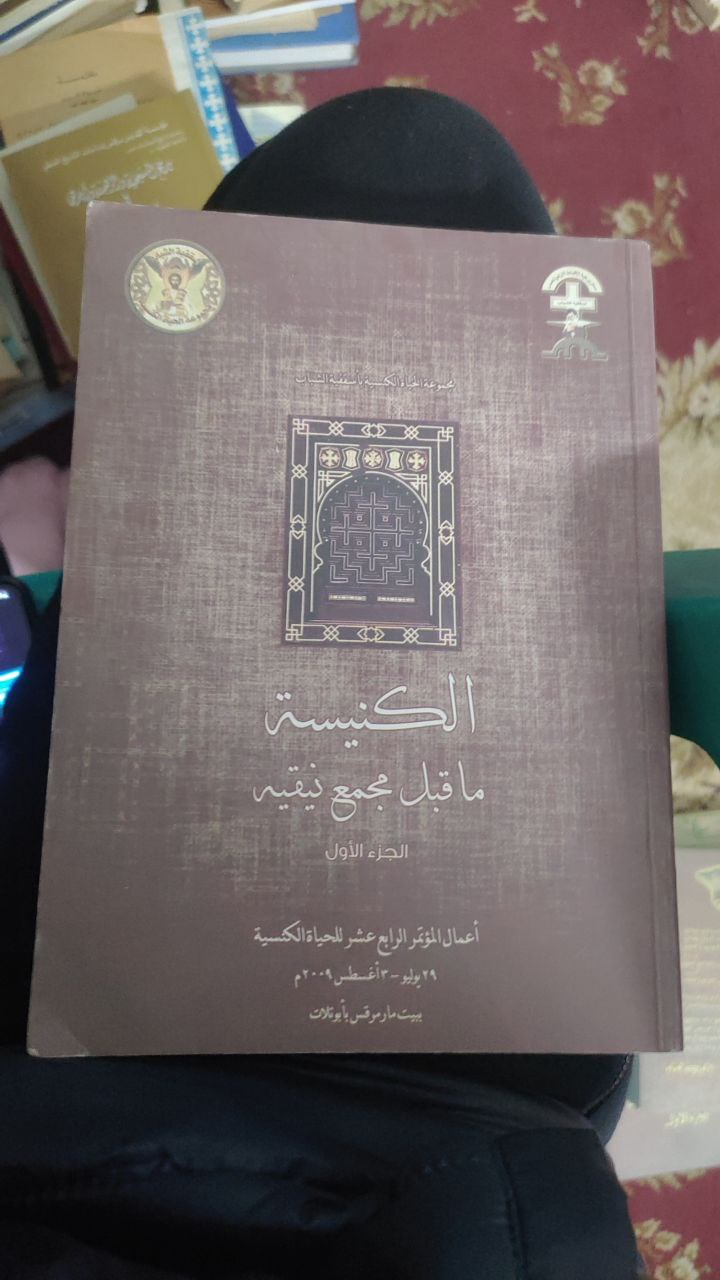 مجموعة الحياة الكنسية بأسقفية الشباب
الكنيسة
ما قبل مجمع نيقيه
الجزء الأول
أعمال المؤتمر الرابع عشر للحياة الكنسية
٢٩ يوليو - ٣ أغسطس ٢٠٠٩م
ببيت مارمرقس بأبوتلات